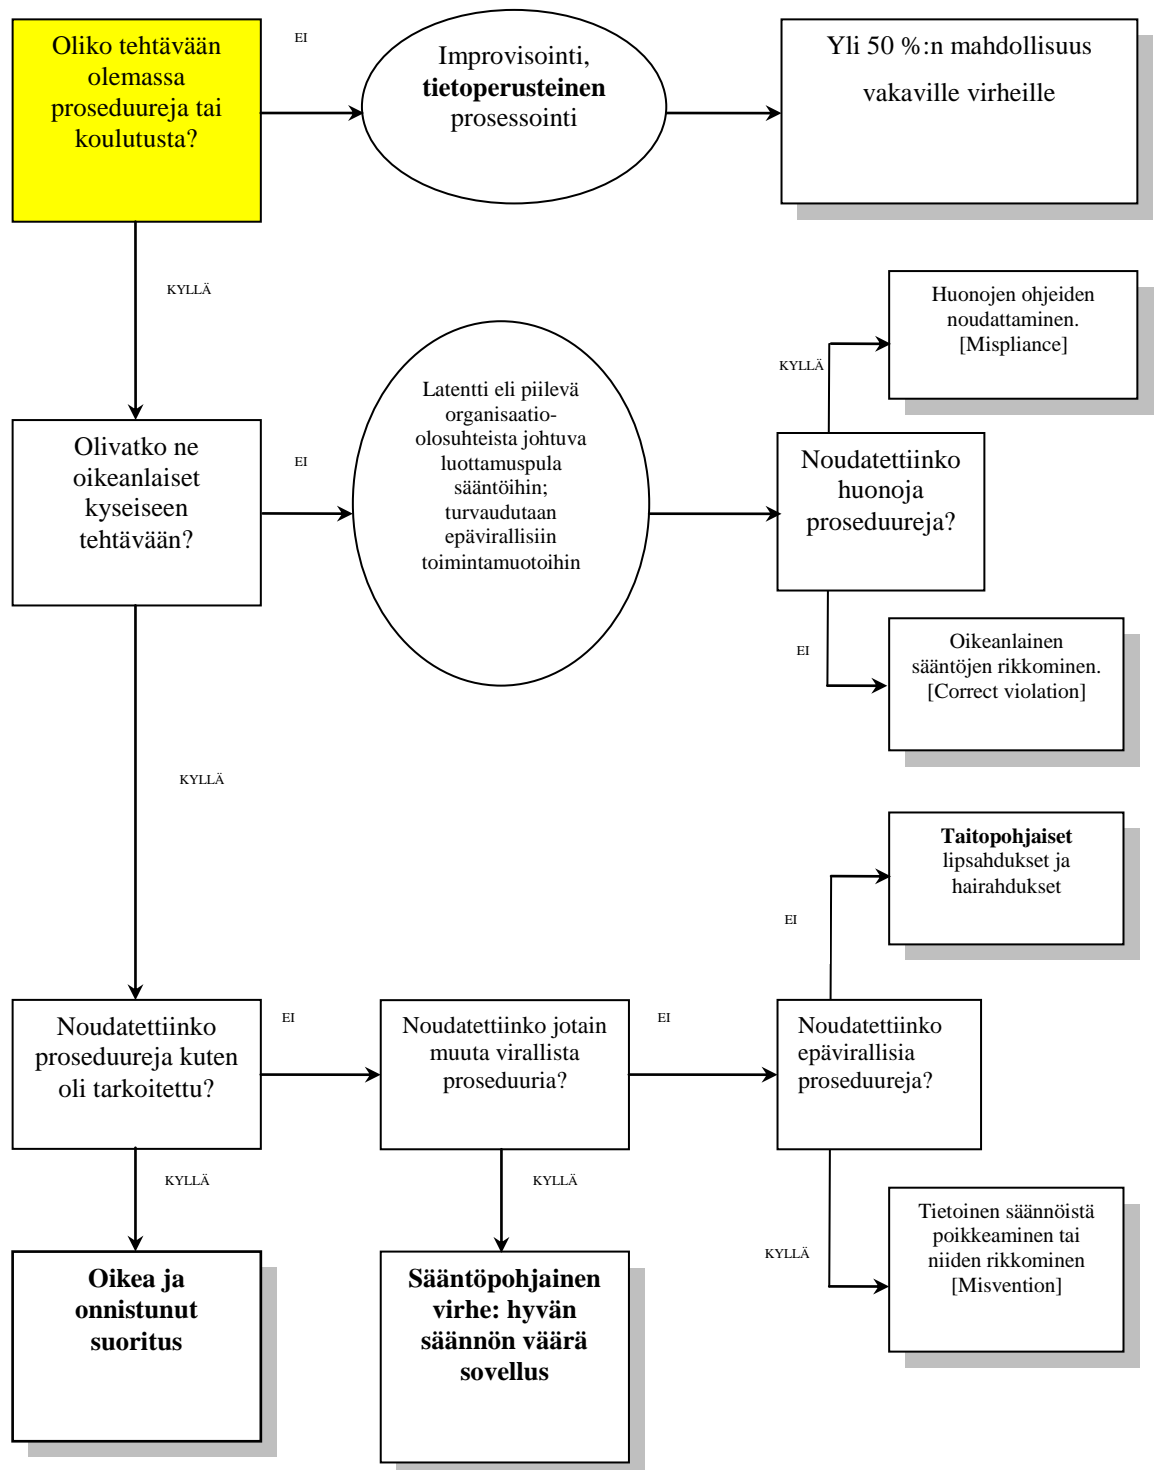 Oliko tehtävään
olemassa
proseduureja tai
koulutusta?
EI
Improvisointi,
tietoperusteinen
prosessointi
Yli 50 %:n mahdollisuus
vakaville virheille
KYLLÄ
Olivatko ne
oikeanlaiset
kyseiseen
tehtävään?
EI
Latentti eli piilevä
organisaatio-
olosuhteista johtuva
luottamuspula
sääntöihin;
turvaudutaan
epävirallisiin
toimintamuotoihin
Noudatettiinko
huonoja
proseduureja?
KYLLÄ
Huonojen ohjeiden
noudattaminen.
[Mispliance]
EI
Oikeanlainen
sääntöjen rikkominen.
[Correct violation]
KYLLÄ
Noudatettiinko
proseduureja kuten
oli tarkoitettu?
EI
Noudatettiinko jotain
muuta virallista
proseduuria?
EI
Noudatettiinko
epävirallisia
proseduureja?
EI
Taitopohjaiset
lipsahdukset ja
hairahdukset
KYLLÄ
Tietoinen säännöistä
poikkeaminen tai
niiden rikkominen
[Misvention]
KYLLÄ
Oikea ja
onnistunut
suoritus
KYLLÄ
Sääntöpohjainen
virhe: hyvän
säännön väärä
sovellus